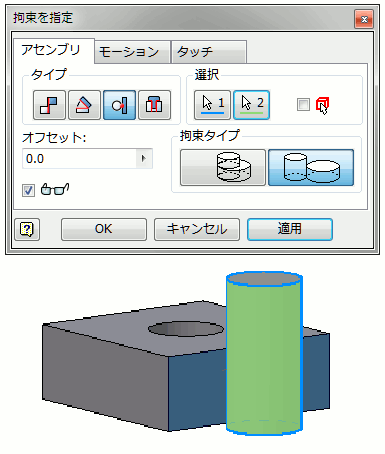 拘束を指定
アセンブリ
モーション
タッチ
タイプ
選択
1
2
オフセット:
0.0
拘束タイプ
OK
キャンセル
適用